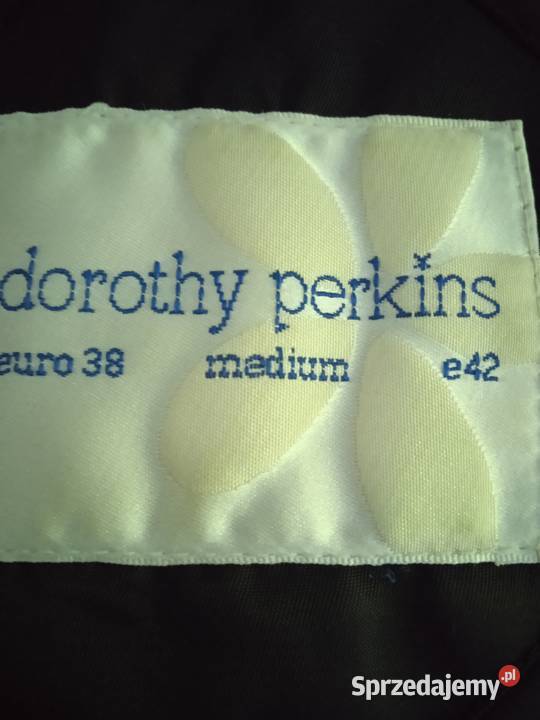 dorothy perkins
euro 38 medium e42
Sprzedajemy.pl